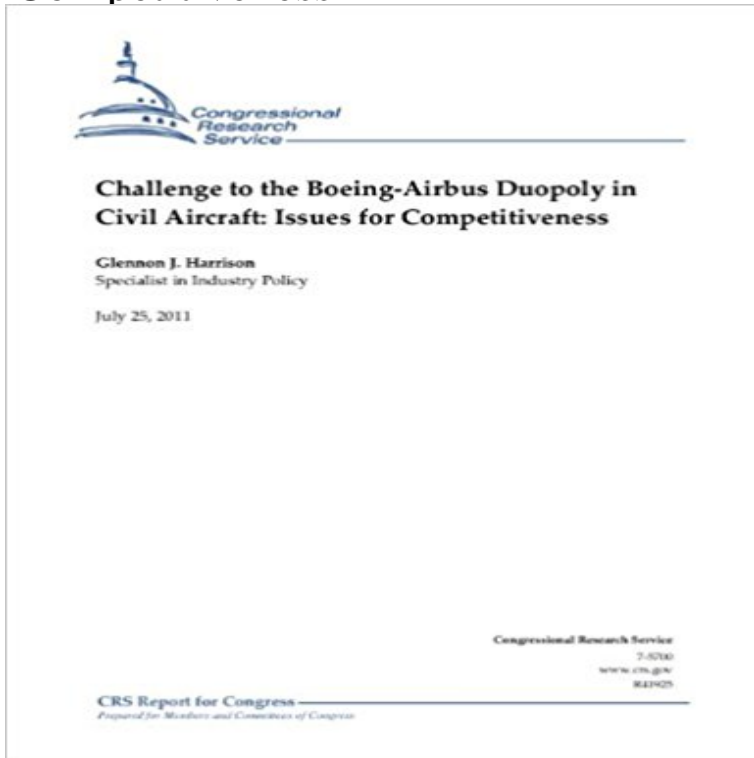 Competitiveness
Congressional
Research
Service
Challenge to the Boeing-Airbus Duopoly in
Civil Aircraft: Issues for Competitiveness
Glennon J. Harrison
Specialist in Industry Policy
July 25, 2011
Congressional Research Service
7-5700
www.crs.gov
R41925
CRS Report for Congress
Prepared for Members and Committees of Congress